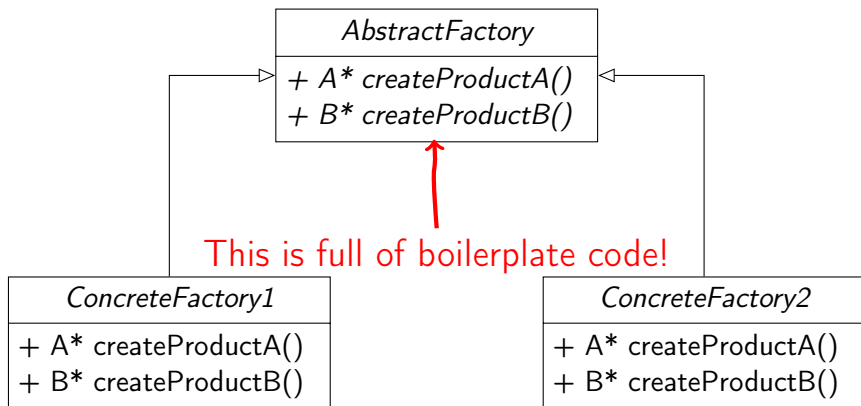 AbstractFactory
+ A* createProductA()
+ B* createProductB()
This is full of boilerplate code!
ConcreteFactory1
+ A* createProductA()
+ B* createProductB()
ConcreteFactory2
+ A* createProductA()
+ B* createProductB()